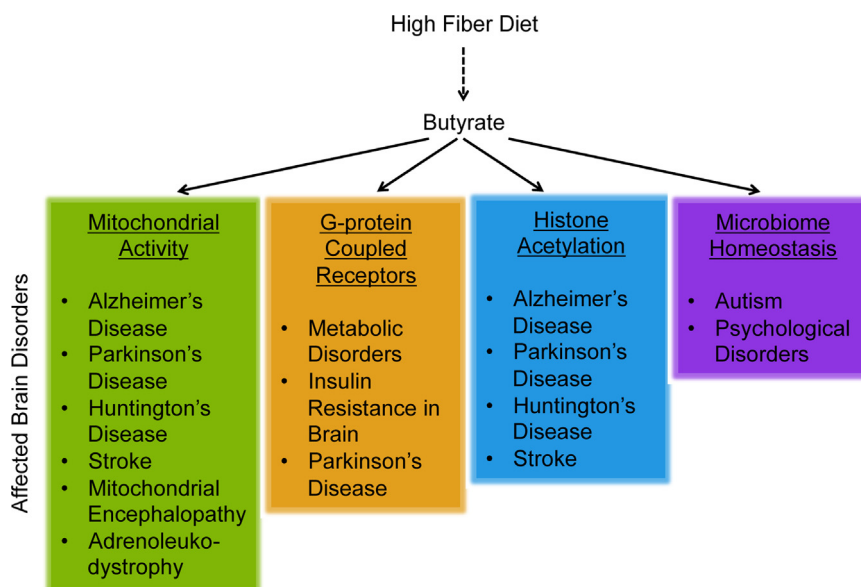 High Fiber Diet
Butyrate
Affected Brain Disorders
Mitochondrial
Activity
• Alzheimer's
Disease
• Parkinson's
Disease
• Huntington's
Disease
• Stroke
• Mitochondrial
Encephalopathy
• Adrenoleuko-
dystrophy
G-protein
Coupled
Receptors
• Metabolic
Disorders
• Insulin
Resistance in
Brain
• Parkinson's
Disease
Histone
Acetylation
• Alzheimer's
Disease
• Parkinson's
Disease
• Huntington's
Disease
• Stroke
Microbiome
Homeostasis
• Autism
• Psychological
Disorders